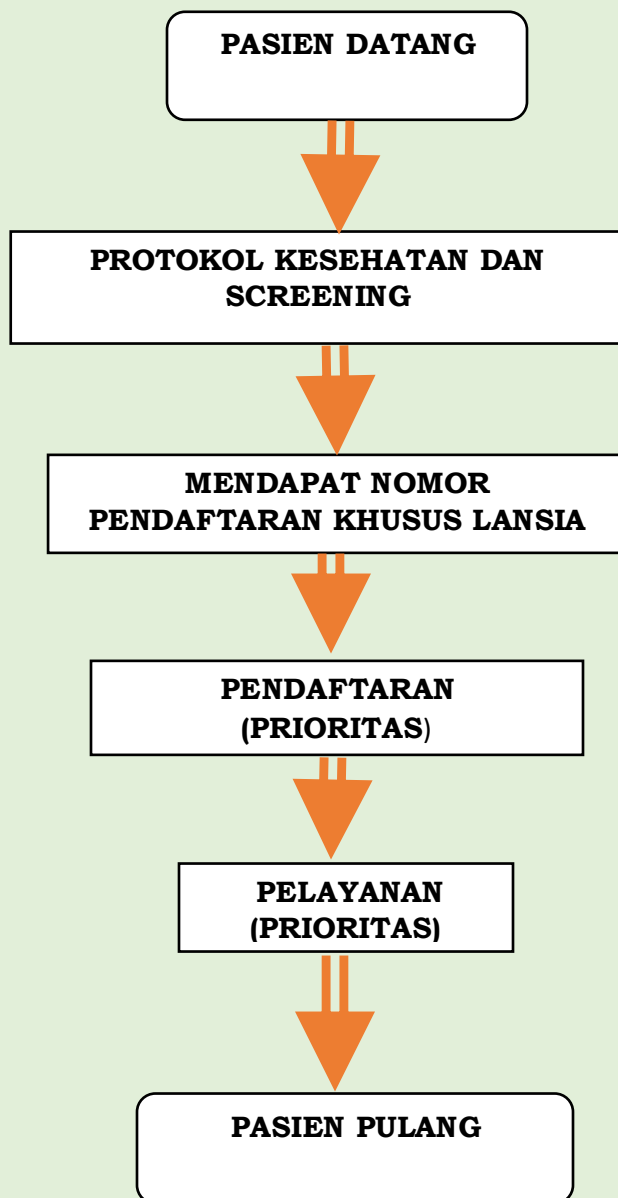 PASIEN DATANG
PROTOKOL KESEHATAN DAN
SCREENING
MENDAPAT NOMOR
PENDAFTARAN KHUSUS LANSIA
PENDAFTARAN
(PRIORITAS)
PELAYANAN
(PRIORITAS)
PASIEN PULANG